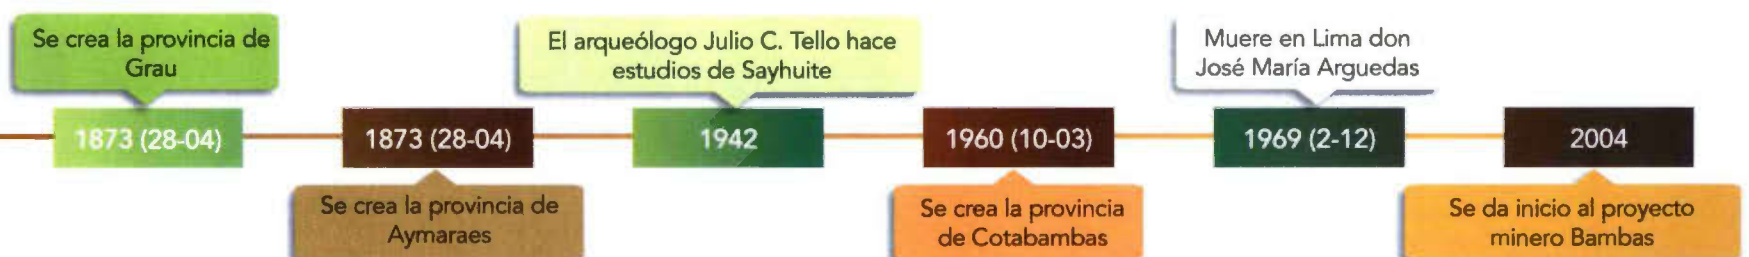 Se crea la provincia de
Grau
1873 (28-04)
1873 (28-04)
Se crea la provincia de
Aymaraes
El arqueólogo Julio C. Tello hace
estudios de Sayhuite
1942
1960 (10-03)
Se crea la provincia
de Cotabambas
Muere en Lima don
José María Arguedas
1969 (2-12)
2004
Se da inicio al proyecto
minero Bambas